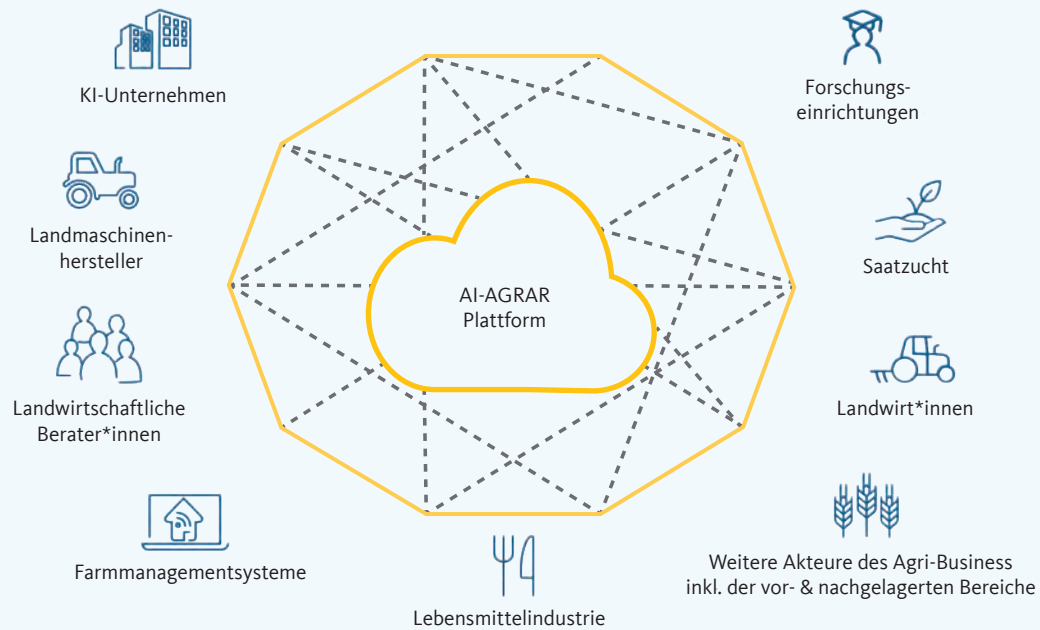 KI-Unternehmen
Forschungs-
einrichtungen
Landmaschinen-
hersteller
Saatzucht
AI-AGRAR
Plattform
Landwirtschaftliche
Berater*innen
Landwirt*innen
Farmmanagementsysteme
Weitere Akteure des Agri-Business
inkl. der vor- & nachgelagerten Bereiche
Lebensmittelindustrie